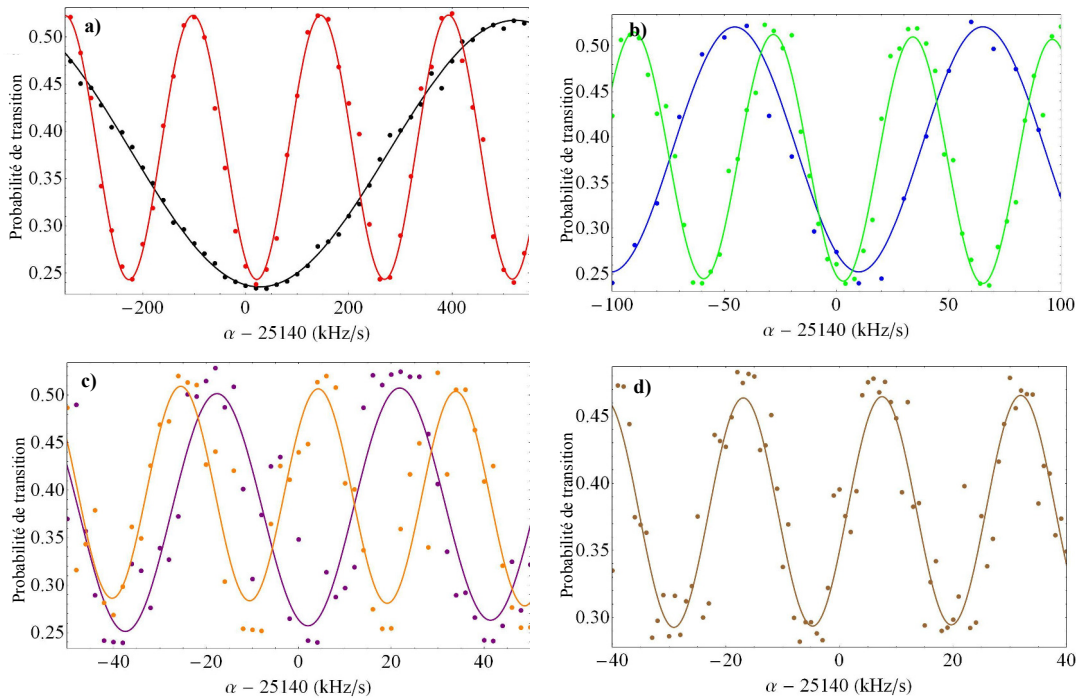 a)
Probabilité de transition
0.50
0.45
0.40
0.35
0.30
0.25
−200 0 200 400
α − 25140 (kHz/s)
b)
Probabilité de transition
0.50
0.45
0.40
0.35
0.30
0.25
−100 −50 0 50 100
α − 25140 (kHz/s)
c)
Probabilité de transition
0.50
0.45
0.40
0.35
0.30
0.25
−40 −20 0 20 40
α − 25140 (kHz/s)
d)
Probabilité de transition
0.45
0.40
0.35
0.30
−40 −20 0 20 40
α − 25140 (kHz/s)